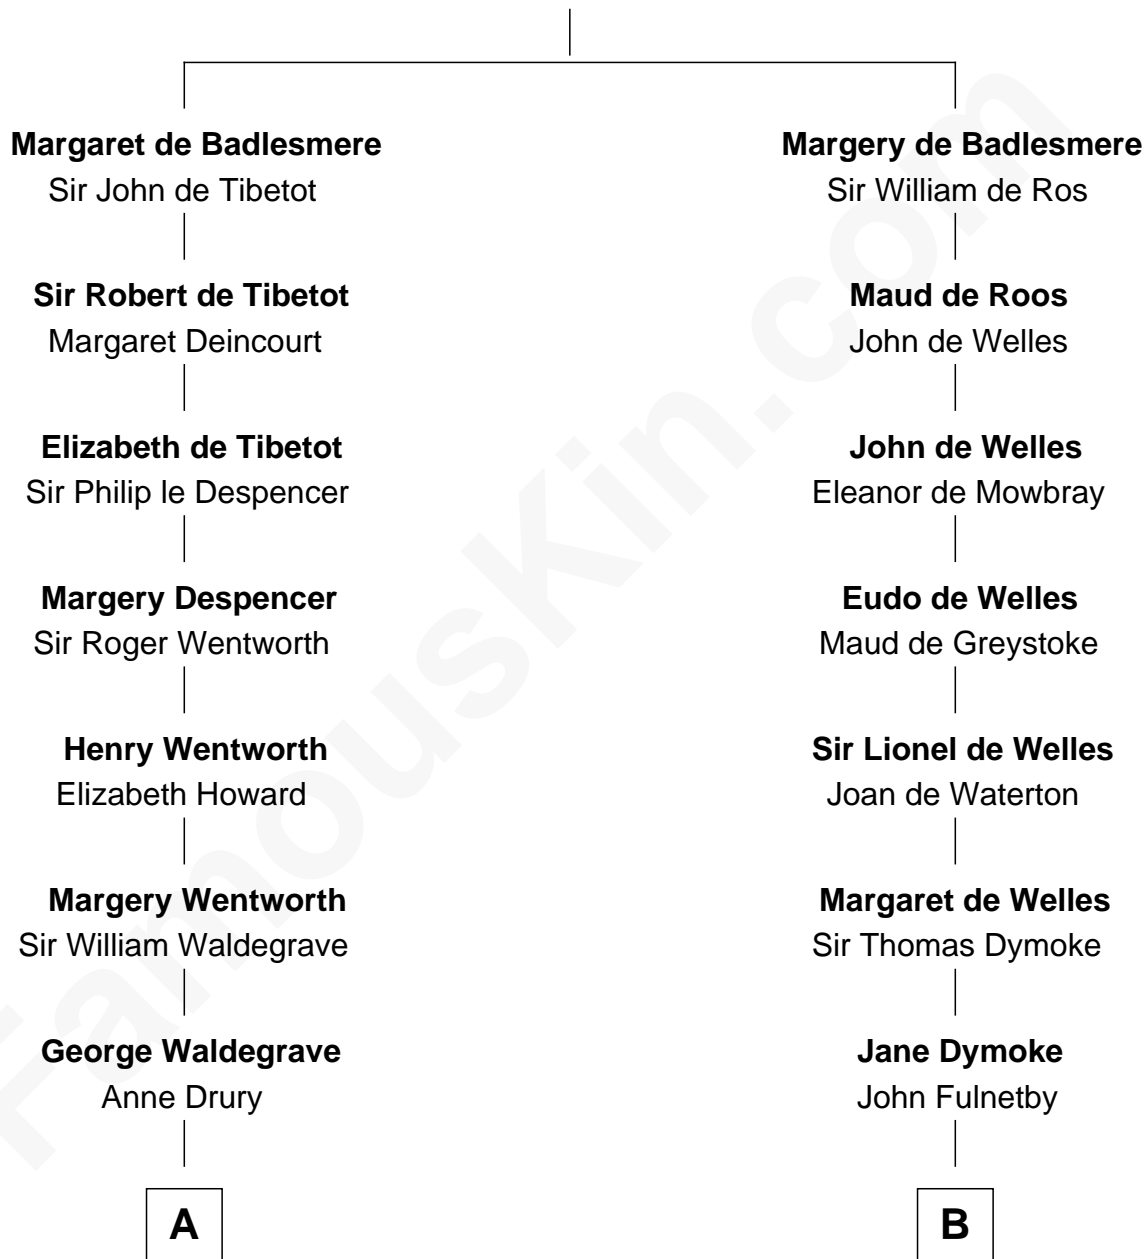 Margaret de Badlesmere
Sir John de Tibetot
Sir Robert de Tibetot
Margaret Deincourt
Elizabeth de Tibetot
Sir Philip le Despencer
Margery Despencer
Sir Roger Wentworth
Henry Wentworth
Elizabeth Howard
Margery Wentworth
Sir William Waldegrave
George Waldegrave
Anne Drury
A
Margery de Badlesmere
Sir William de Ros
Maud de Roos
John de Welles
John de Welles
Eleanor de Mowbray
Eudo de Welles
Maud de Greystoke
Sir Lionel de Welles
Joan de Waterton
Margaret de Welles
Sir Thomas Dymoke
Jane Dymoke
John Fulnetby
B
FamousKin.com